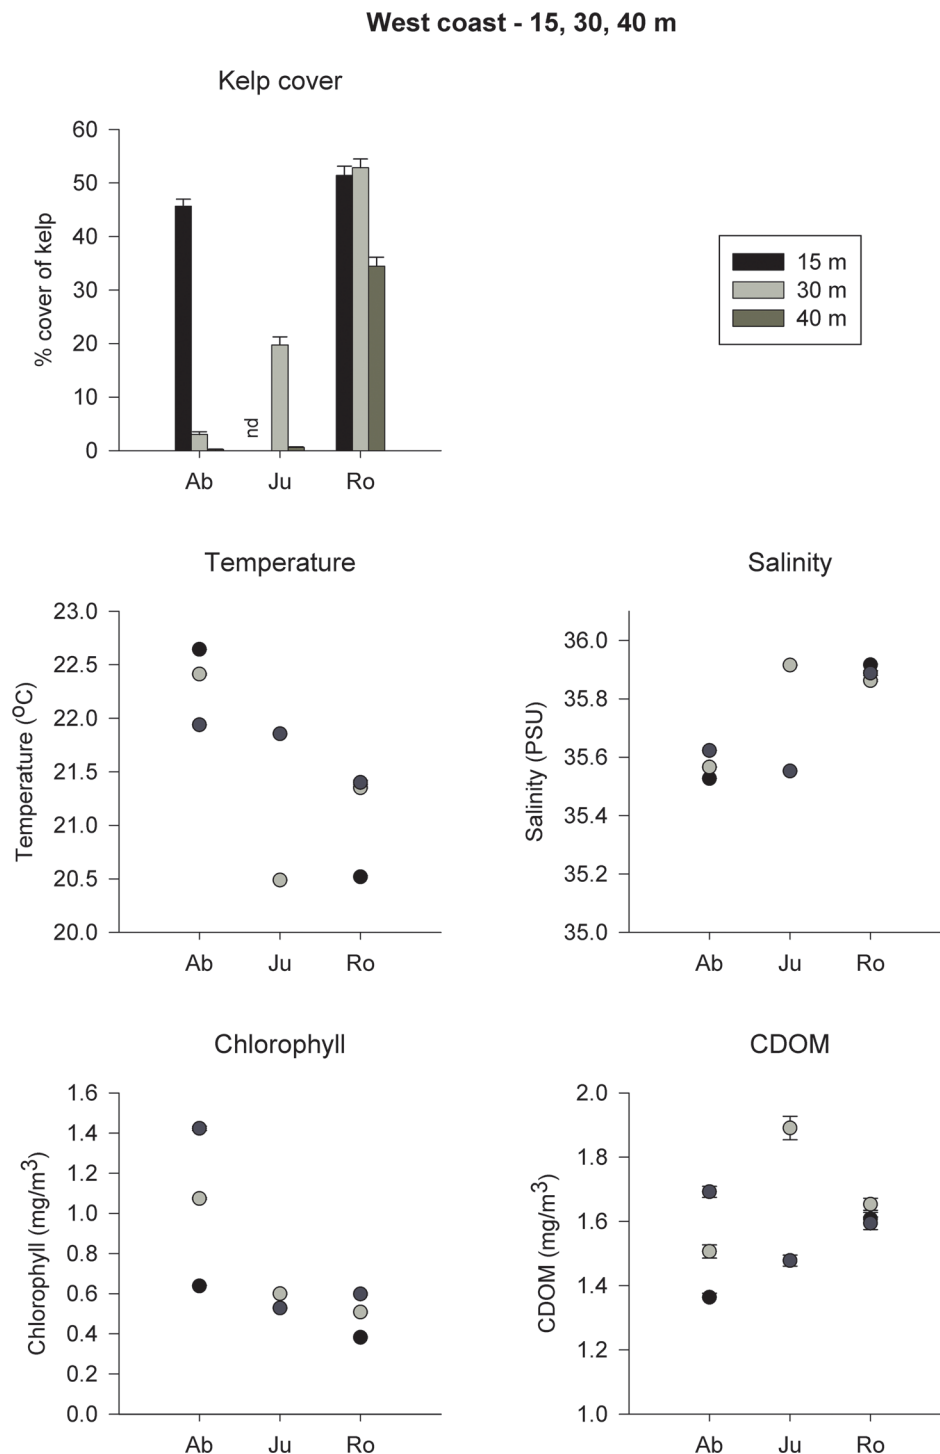 West coast - 15, 30, 40 m
Kelp cover
% cover of kelp
60
50
40
30
20
10
0
nd
Ab Ju Ro
15 m
30 m
40 m
Temperature
Temperature (ºC)
23.0
22.5
22.0
21.5
21.0
20.5
20.0
Ab Ju Ro
Salinity
Salinity (PSU)
36.0
35.8
35.6
35.4
35.2
35.0
Ab Ju Ro
Chlorophyll
Chlorophyll (mg/m³)
1.6
1.4
1.2
1.0
0.8
0.6
0.4
0.2
0.0
Ab Ju Ro
CDOM
CDOM (mg/m³)
2.0
1.8
1.6
1.4
1.2
1.0
Ab Ju Ro